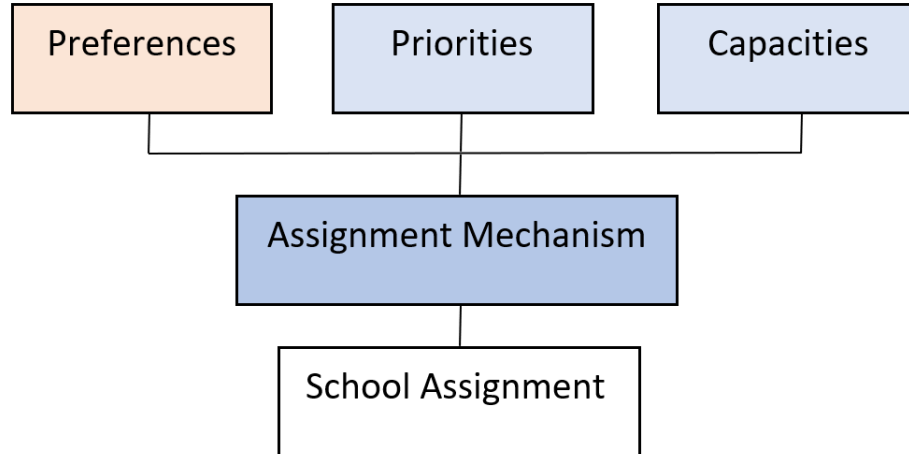 Preferences
Priorities
Capacities
Assignment Mechanism
School Assignment